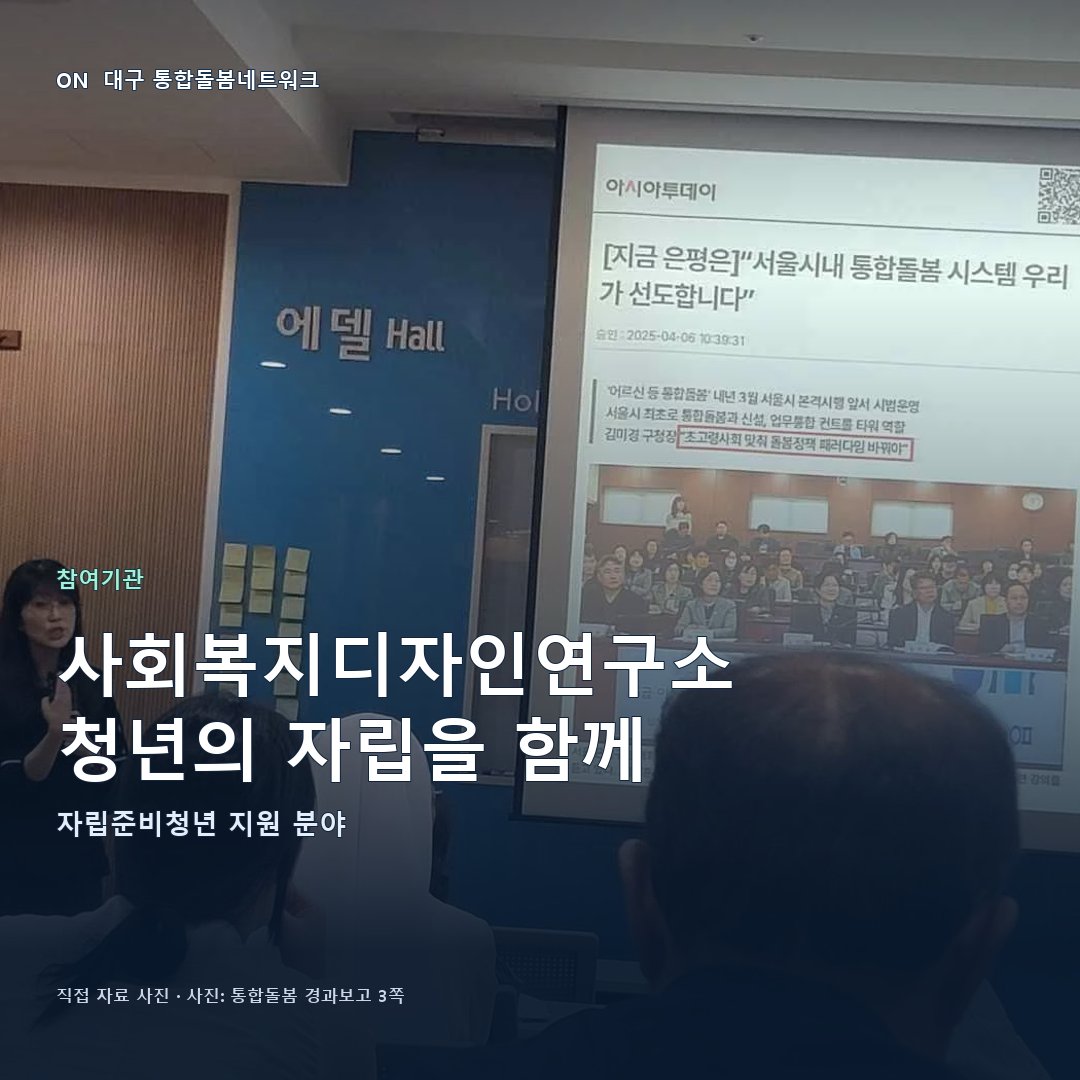 ON 대구 통합돌봄네트워크
아시아투데이
[지금 은평은]“서울시내 통합돌봄 시스템 우리
가 선도합니다”
승인 : 2025-04-06 10:39:31
에델 Hall
Hol
‘어르신 등 통합돌봄’ 내년 3월 서울시 본격시행 앞서 시범운영
서울시 최초로 통합돌봄과 신설, 업무통합 컨트롤 타워 역할
김미경 구청장 “초고령사회 맞춰 돌봄정책 패러다임 바꿔야”
참여기관
사회복지디자인연구소
청년의 자립을 함께
자립준비청년 지원 분야
직접 자료 사진 · 사진: 통합돌봄 경과보고 3쪽